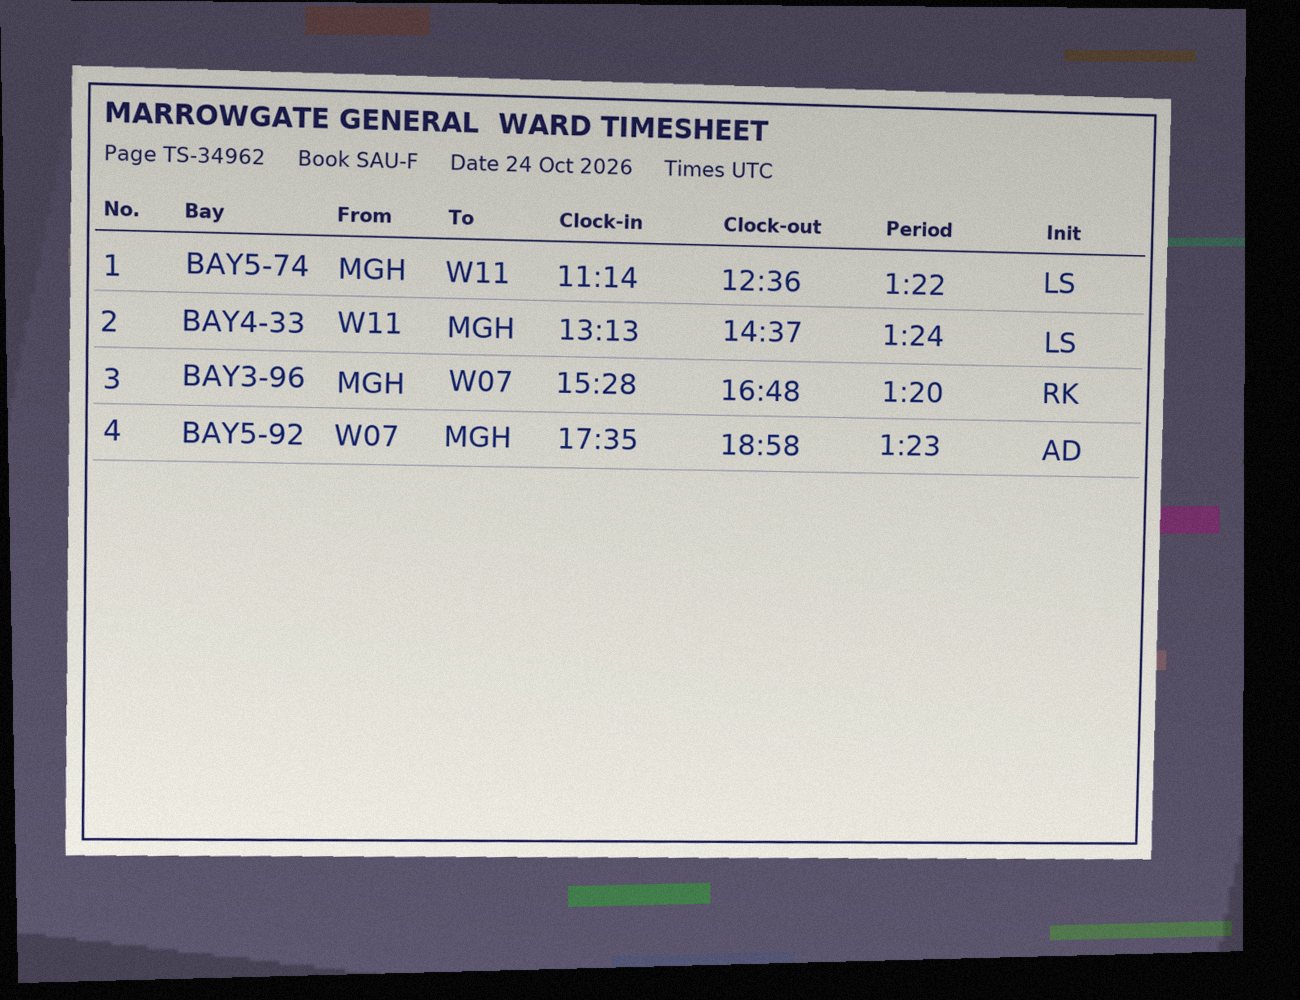 MARROWGATE GENERAL WARD TIMESHEET
Page TS-34962 Book SAU-F Date 24 Oct 2026 Times UTC
No. Bay From To Clock-in Clock-out Period Init
1 BAY5-74 MGH W11 11:14 12:36 1:22 LS
2 BAY4-33 W11 MGH 13:13 14:37 1:24 LS
3 BAY3-96 MGH W07 15:28 16:48 1:20 RK
4 BAY5-92 W07 MGH 17:35 18:58 1:23 AD